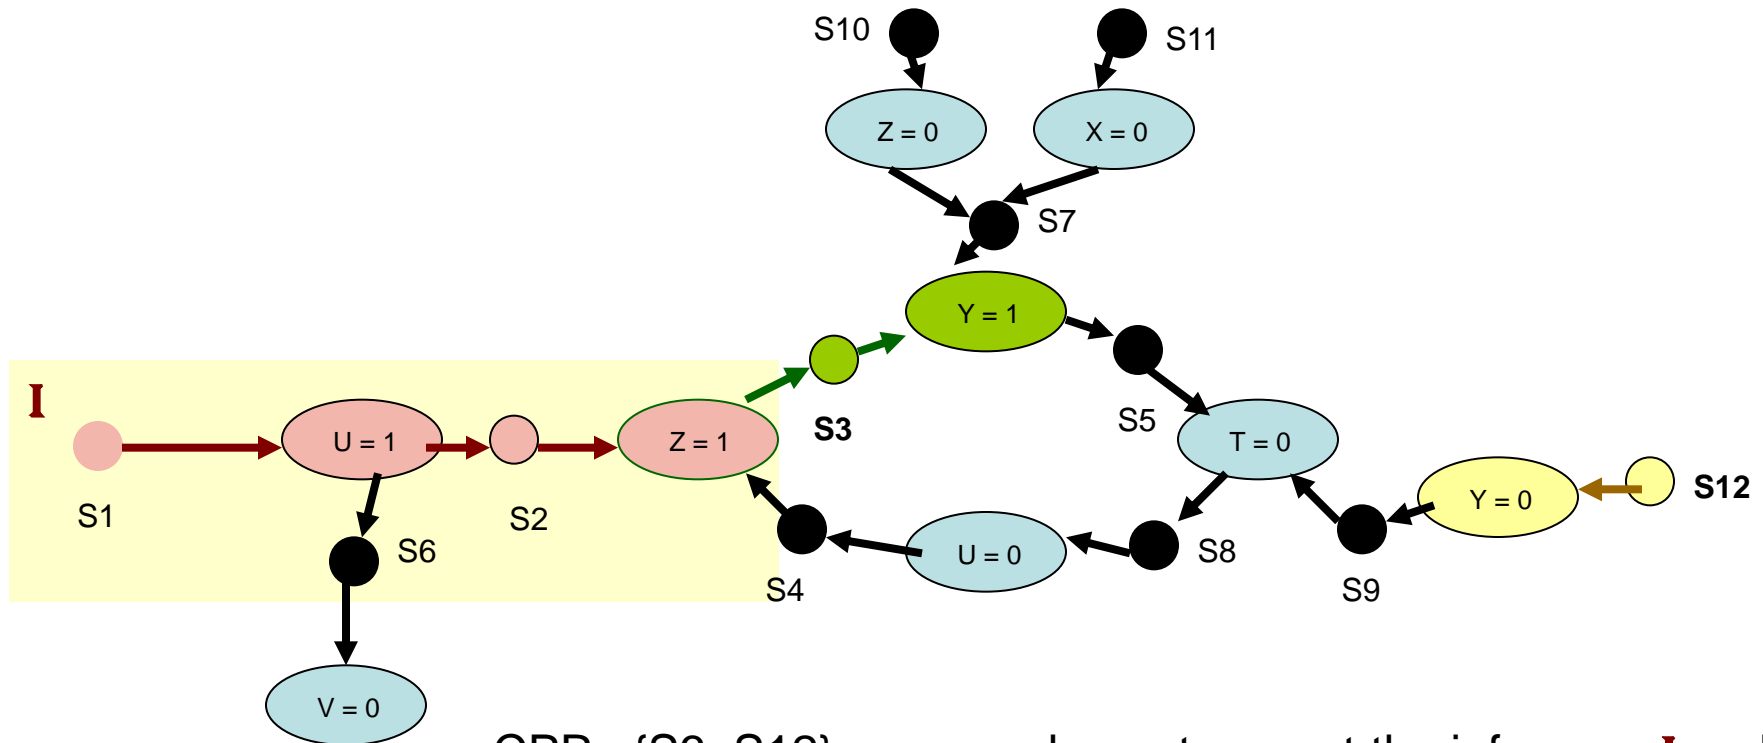 S10
S11
Z = 0
X = 0
S7
Y = 1
I
S3
S5
U = 1
Z = 1
T = 0
Y = 0
S12
S1
S2
S6
U = 0
S8
S4
S9
V = 0